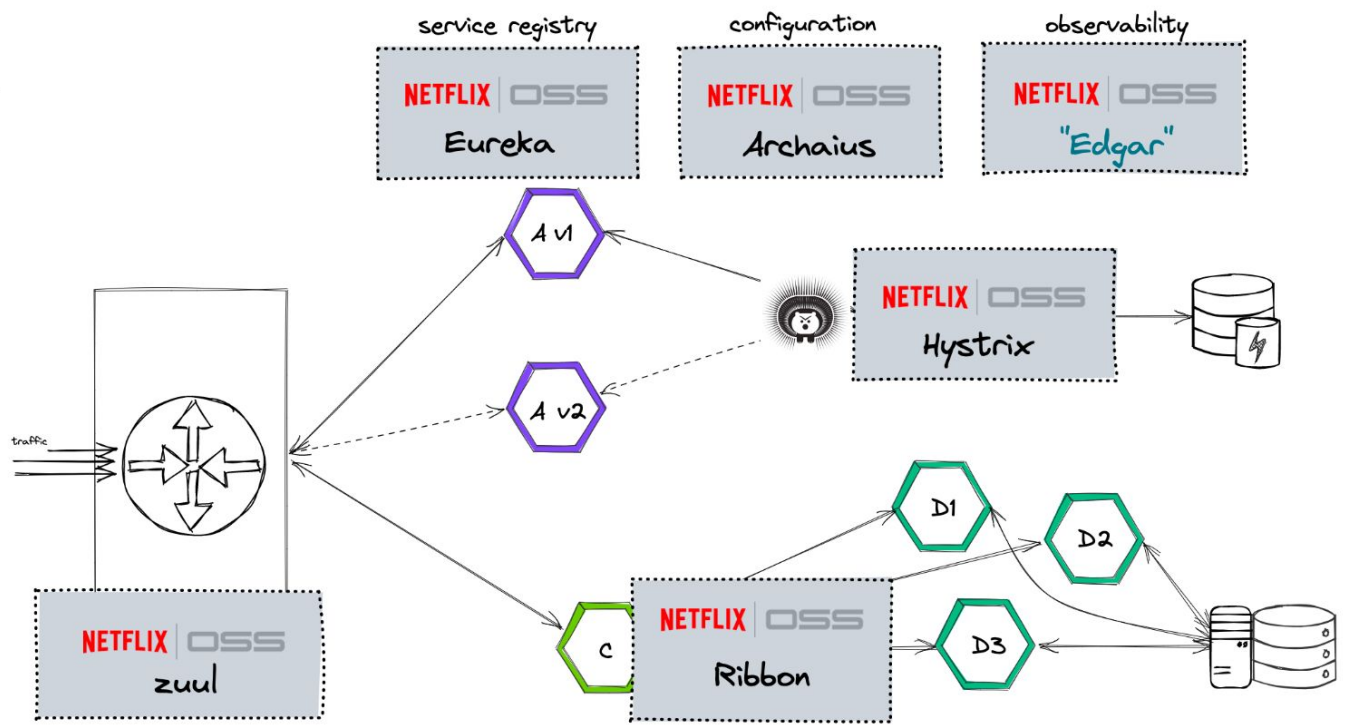 service registry
configuration
observability
NETFLIX OSS
Eureka
NETFLIX OSS
Archaius
NETFLIX OSS
"Edgar"
A v1
NETFLIX OSS
Hystrix
A v2
traffic
D1
D2
NETFLIX OSS
zuul
C
NETFLIX OSS
Ribbon
D3